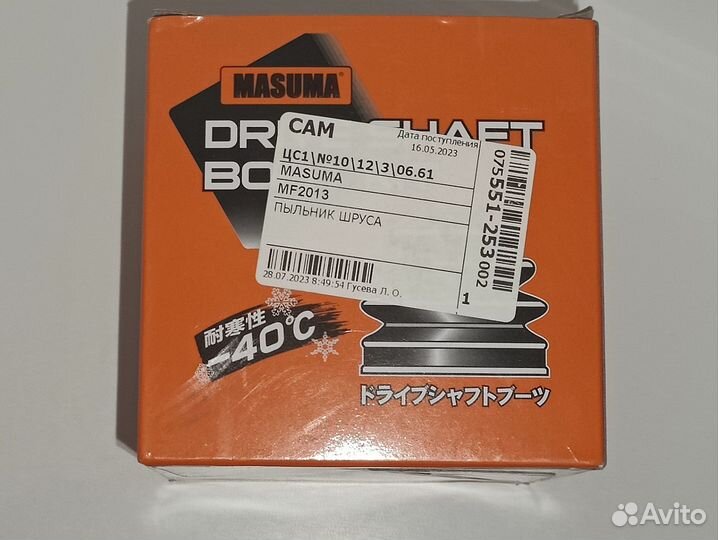 MASUMA
DR SHAFT
BO
САМ
Дата поступления
16.05.2023
ЦС1\№10\12\3\06.61
MASUMA
MF2013
ПЫЛЬНИК ШРУСА
28.07.2023 8:49:54 Гусева Л. О.
1
075551-253002
耐寒性
-40℃
ドライブシャフトブーツ
Avito